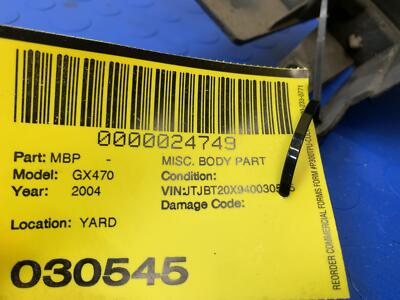 0000024749
Part: MBP - MISC. BODY PART
Model: GX470 Condition:
Year: 2004
Damage Code:
Location: YARD
030545
REORDER COMMERCIAL FORMS FORM